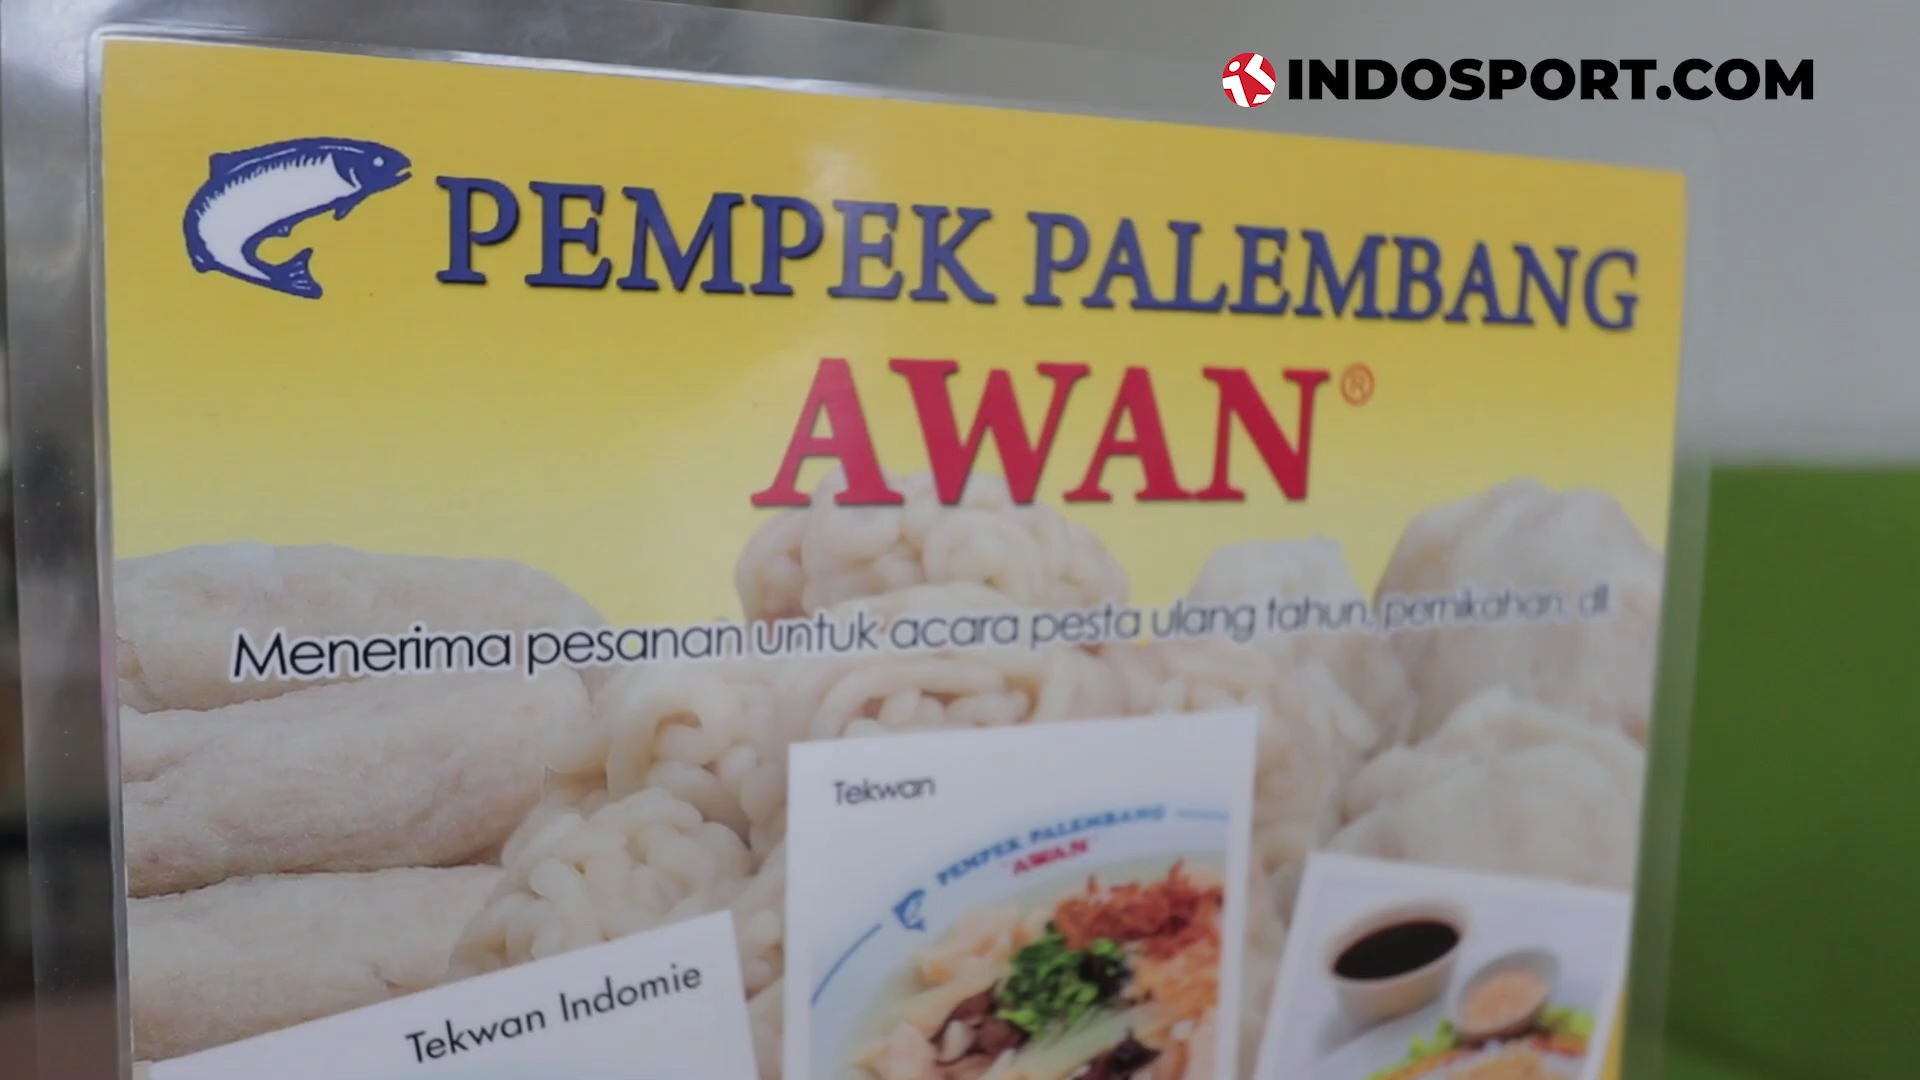 INDOSPORT.COM
PEMPEK PALEMBANG
AWAN®
Menerima pesanan untuk acara pesta ulang tahun, pernikahan, dll
Tekwan
PEMPEK PALEMBANG
AWAN
Tekwan Indomie